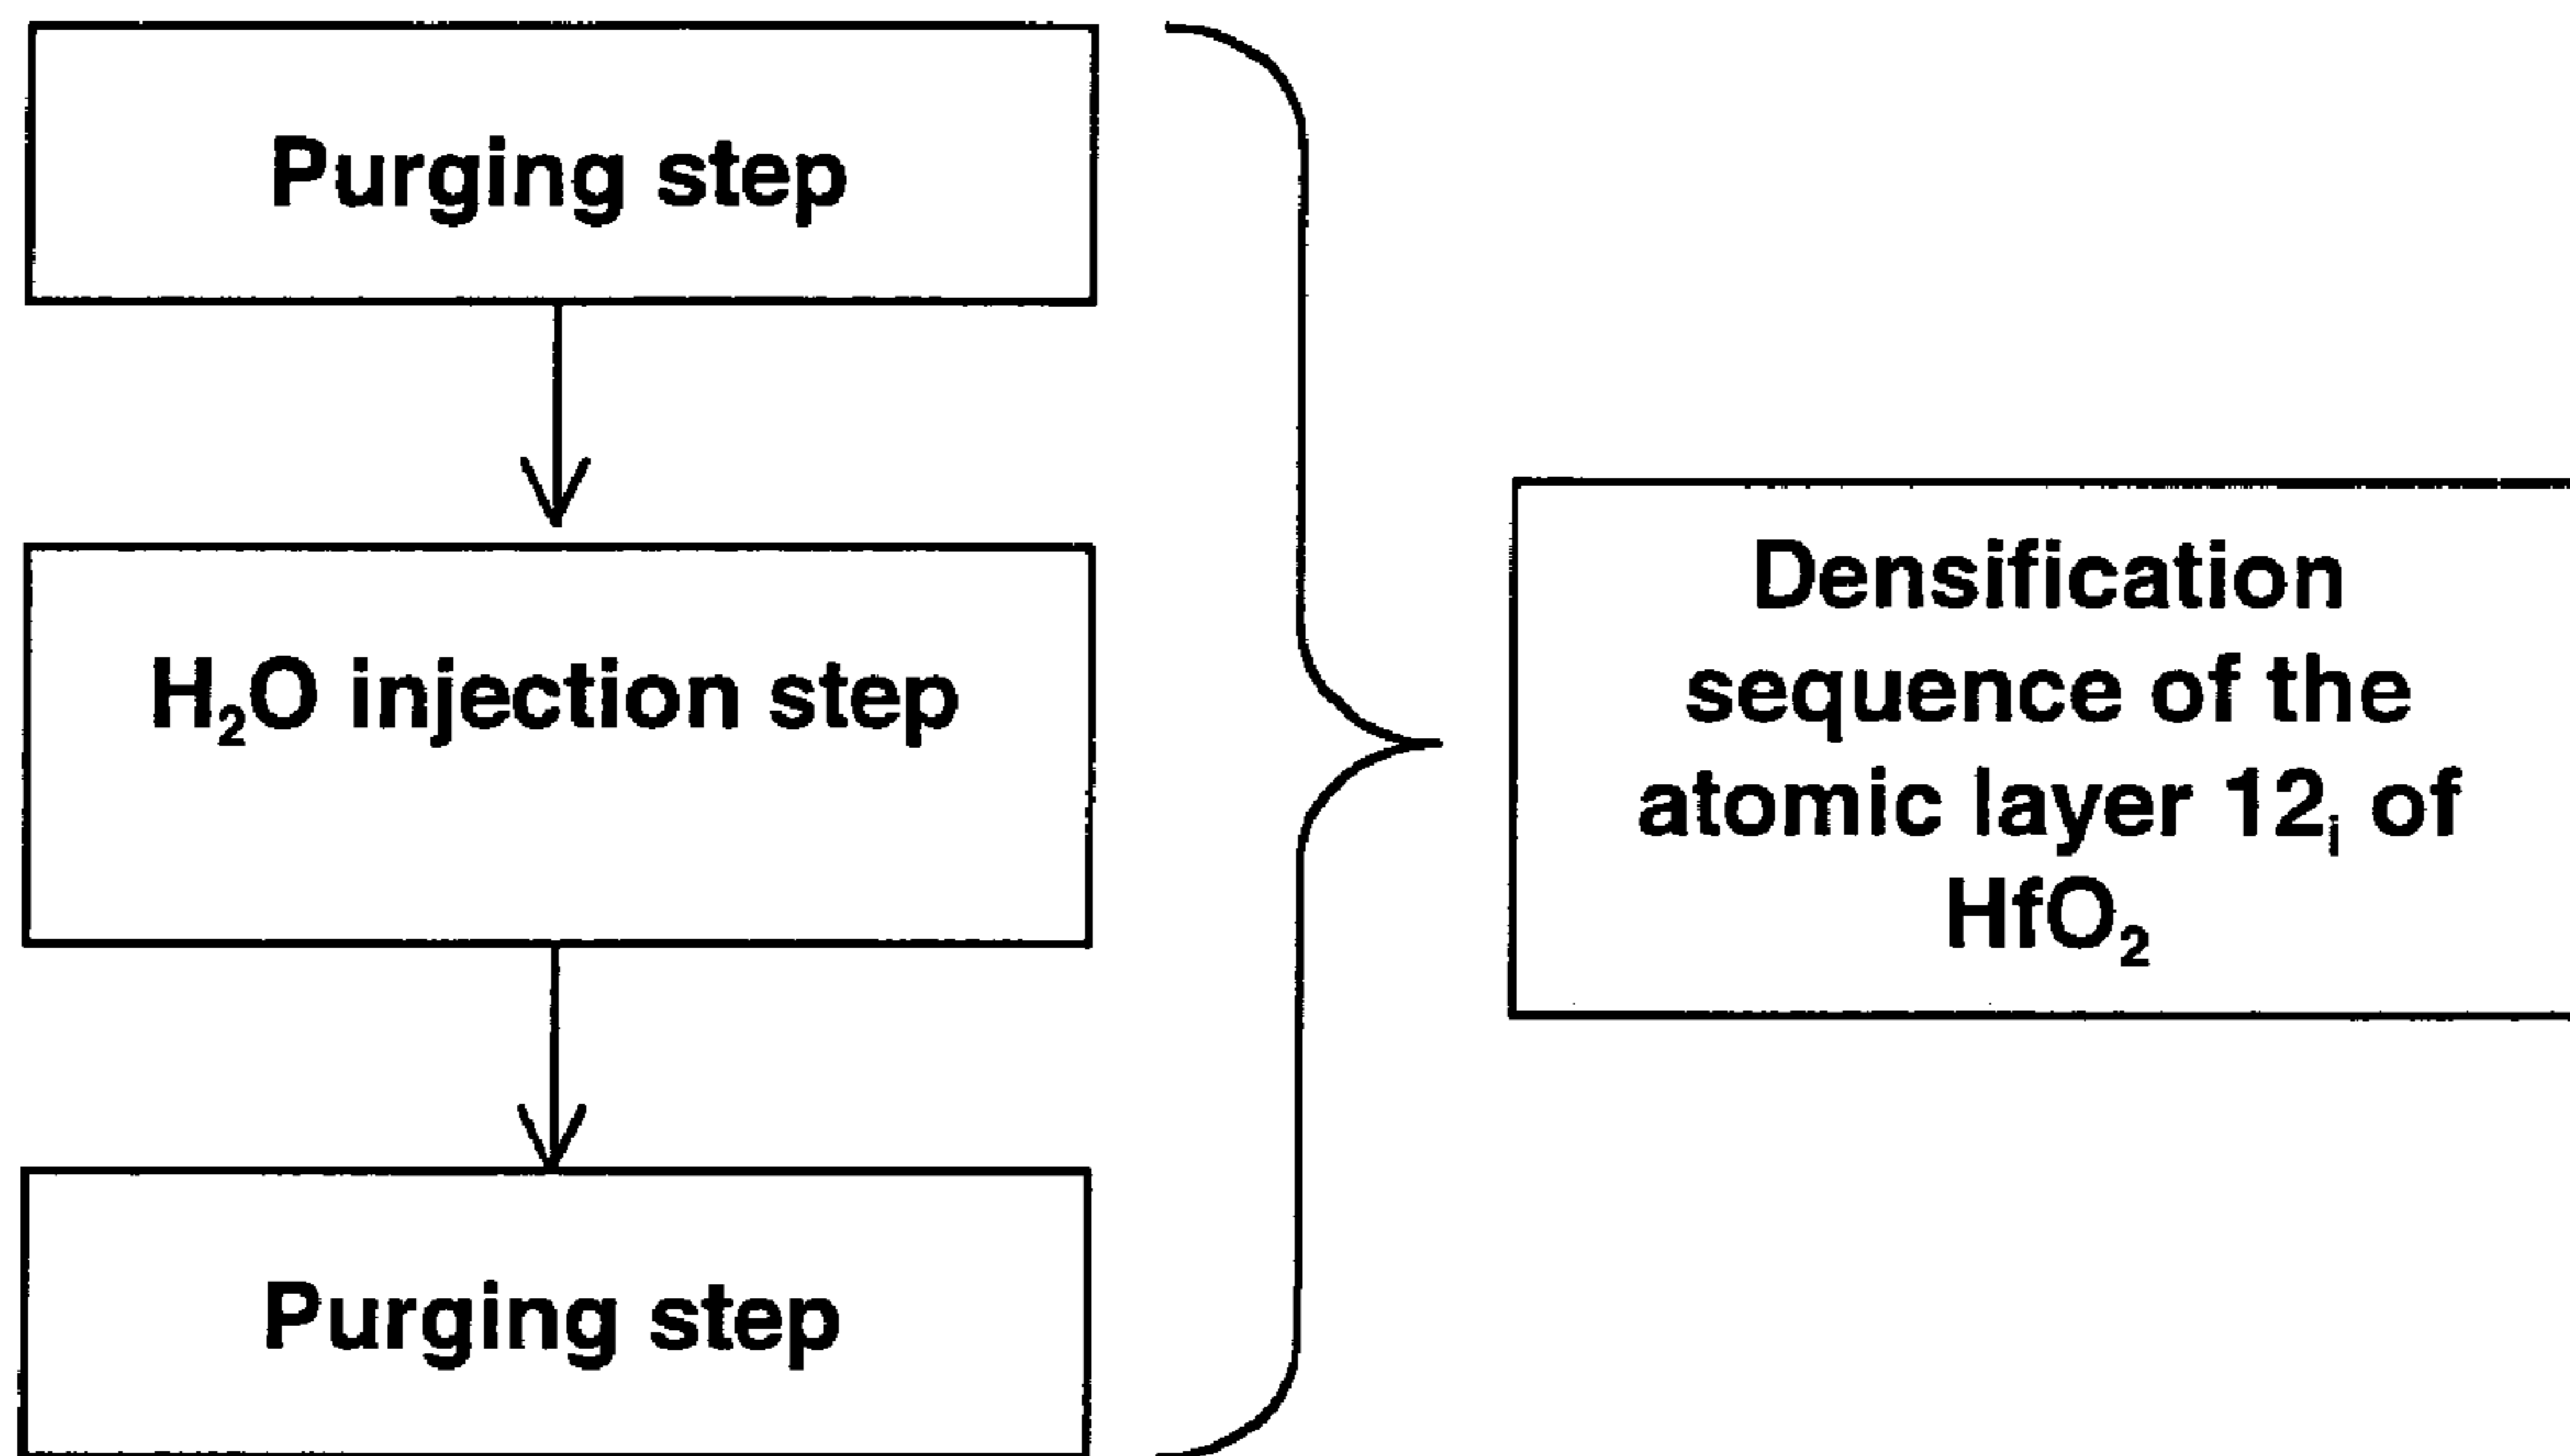 Purging step
H₂O injection step
Purging step
Densification
sequence of the
atomic layer 12ᵢ of
HfO₂